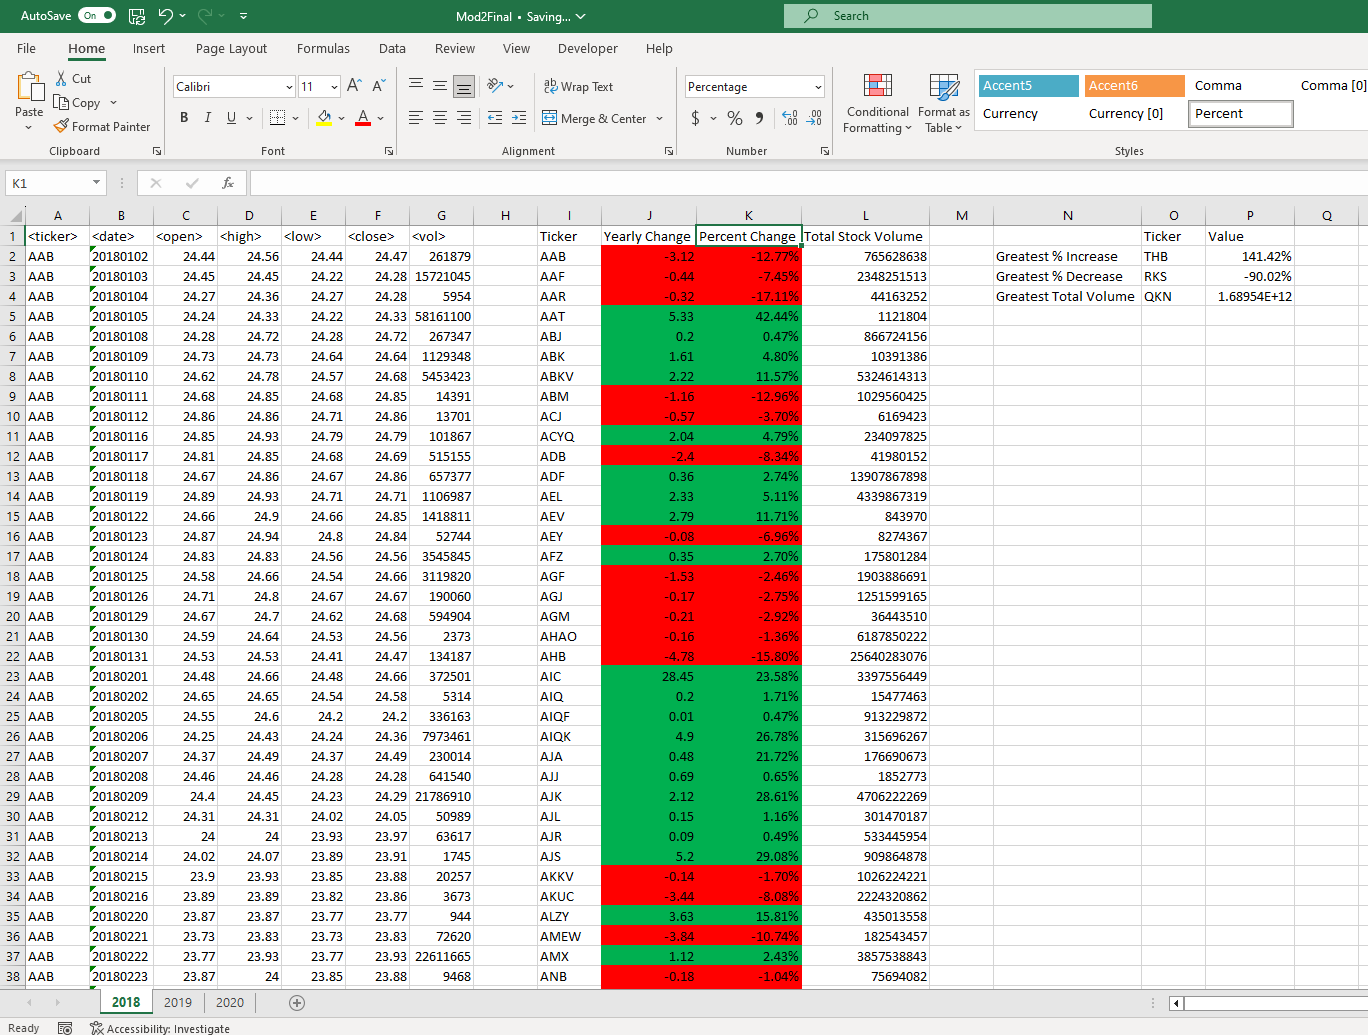 AutoSave On Mod2Final • Saving... Search
File Home Insert Page Layout Formulas Data Review View Developer Help
Paste
Cut
Copy
Format Painter
Clipboard
Calibri 11
B I U
Font
Wrap Text
Merge & Center
Alignment
Percentage
$ % 9
Number
Conditional Formatting
Format as Table
Accent5 Accent6 Comma Comma [0]
Currency Currency [0] Percent
Styles
K1 fx
A B C D E F G H I J K L M N O P Q
1 <ticker> <date> <open> <high> <low> <close> <vol> Ticker Yearly Change Percent Change Total Stock Volume Ticker Value
2 AAB 20180102 24.44 24.56 24.44 24.47 261879 AAB -3.12 -12.77% 765628638 Greatest % Increase THB 141.42%
3 AAB 20180103 24.45 24.45 24.22 24.28 15721045 AAF -0.44 -7.45% 2348251513 Greatest % Decrease RKS -90.02%
4 AAB 20180104 24.27 24.36 24.27 24.28 5954 AAR -0.32 -17.11% 44163252 Greatest Total Volume QKN 1.68954E+12
5 AAB 20180105 24.24 24.33 24.22 24.33 58161100 AAT 5.33 42.44% 1121804
6 AAB 20180108 24.28 24.72 24.28 24.72 267347 ABJ 0.2 0.47% 866724156
7 AAB 20180109 24.73 24.73 24.64 24.64 1129348 ABK 1.61 4.80% 10391386
8 AAB 20180110 24.62 24.78 24.57 24.68 5453423 ABKV 2.22 11.57% 5324614313
9 AAB 20180111 24.68 24.85 24.68 24.85 14391 ABM -1.16 -12.96% 1029560425
10 AAB 20180112 24.86 24.86 24.71 24.86 13701 ACJ -0.57 -3.70% 6169423
11 AAB 20180116 24.85 24.93 24.79 24.79 101867 ACYQ 2.04 4.79% 234097825
12 AAB 20180117 24.81 24.85 24.68 24.69 515155 ADB -2.4 -8.34% 41980152
13 AAB 20180118 24.67 24.86 24.67 24.86 657377 ADF 0.36 2.74% 13907867898
14 AAB 20180119 24.89 24.93 24.71 24.71 1106987 AEL 2.33 5.11% 4339867319
15 AAB 20180122 24.66 24.9 24.66 24.85 1418811 AEV 2.79 11.71% 843970
16 AAB 20180123 24.87 24.94 24.8 24.84 52744 AEY -0.08 -6.96% 8274367
17 AAB 20180124 24.83 24.83 24.56 24.56 3545845 AFZ 0.35 2.70% 175801284
18 AAB 20180125 24.58 24.66 24.54 24.66 3119820 AGF -1.53 -2.46% 1903886691
19 AAB 20180126 24.71 24.8 24.67 24.67 190060 AGJ -0.17 -2.75% 1251599165
20 AAB 20180129 24.67 24.7 24.62 24.68 594904 AGM -0.21 -2.92% 36443510
21 AAB 20180130 24.59 24.64 24.53 24.56 2373 AHAO -0.16 -1.36% 6187850222
22 AAB 20180131 24.53 24.53 24.41 24.47 134187 AHB -4.78 -15.80% 25640283076
23 AAB 20180201 24.48 24.66 24.48 24.66 372501 AIC 28.45 23.58% 3397556449
24 AAB 20180202 24.65 24.65 24.54 24.58 5314 AIQ 0.2 1.71% 15477463
25 AAB 20180205 24.55 24.6 24.2 24.2 336163 AIQF 0.01 0.47% 913229872
26 AAB 20180206 24.25 24.43 24.24 24.36 7973461 AIQK 4.9 26.78% 315696267
27 AAB 20180207 24.37 24.49 24.37 24.49 230014 AJA 0.48 21.72% 176690673
28 AAB 20180208 24.46 24.46 24.28 24.28 641540 AJJ 0.69 0.65% 1852773
29 AAB 20180209 24.4 24.45 24.23 24.29 21786910 AJK 2.12 28.61% 4706222269
30 AAB 20180212 24.31 24.31 24.02 24.05 50989 AJL 0.15 1.16% 301470187
31 AAB 20180213 24 24 23.93 23.97 63617 AJR 0.09 0.49% 533445954
32 AAB 20180214 24.02 24.07 23.89 23.91 1745 AJS 5.2 29.08% 909864878
33 AAB 20180215 23.9 23.93 23.85 23.88 20257 AKKV -0.14 -1.70% 1026224221
34 AAB 20180216 23.89 23.89 23.82 23.86 3673 AKUC -3.44 -8.08% 2224320862
35 AAB 20180220 23.87 23.87 23.77 23.77 944 ALZY 3.63 15.81% 435013558
36 AAB 20180221 23.73 23.83 23.73 23.83 72620 AMEW -3.84 -10.74% 182543457
37 AAB 20180222 23.77 23.93 23.77 23.93 22611665 AMX 1.12 2.43% 3857538843
38 AAB 20180223 23.87 24 23.85 23.88 9468 ANB -0.18 -1.04% 75694082
2018 2019 2020
Ready Accessibility: Investigate